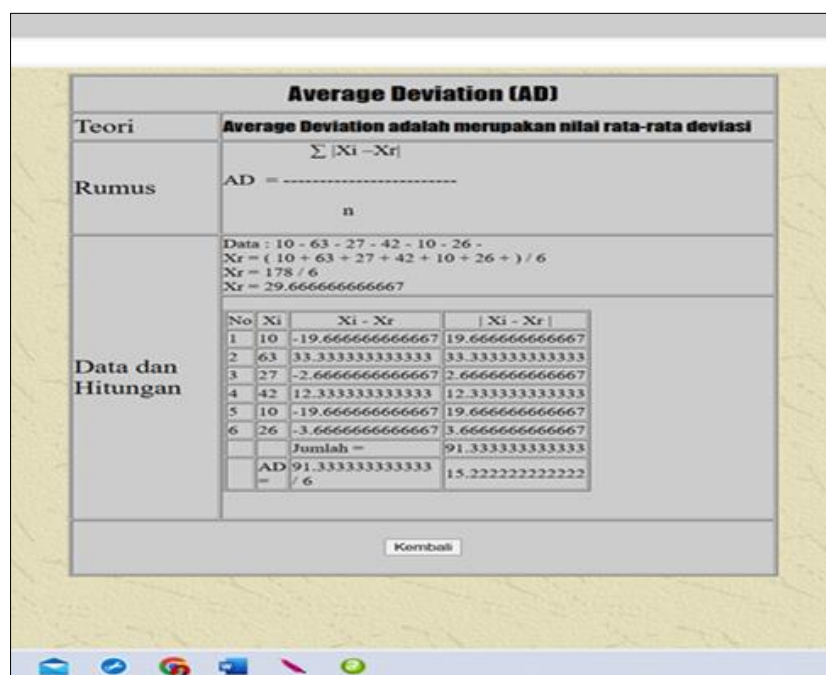 Average Deviation (AD)
Teori
Average Deviation adalah merupakan nilai rata-rata deviasi
Rumus
∑ |Xi –Xr|
AD = ------------------------
n
Data dan Hitungan
Data : 10 - 63 - 27 - 42 - 10 - 26 -
Xr = ( 10 + 63 + 27 + 42 + 10 + 26 + ) / 6
Xr = 178 / 6
Xr = 29.666666666667
No Xi Xi - Xr | Xi - Xr |
1 10 -19.666666666667 19.666666666667
2 63 33.333333333333 33.333333333333
3 27 -2.6666666666667 2.6666666666667
4 42 12.333333333333 12.333333333333
5 10 -19.666666666667 19.666666666667
6 26 -3.6666666666667 3.6666666666667
Jumlah = 91.333333333333
AD = 91.333333333333 / 6 15.222222222222
Kembali